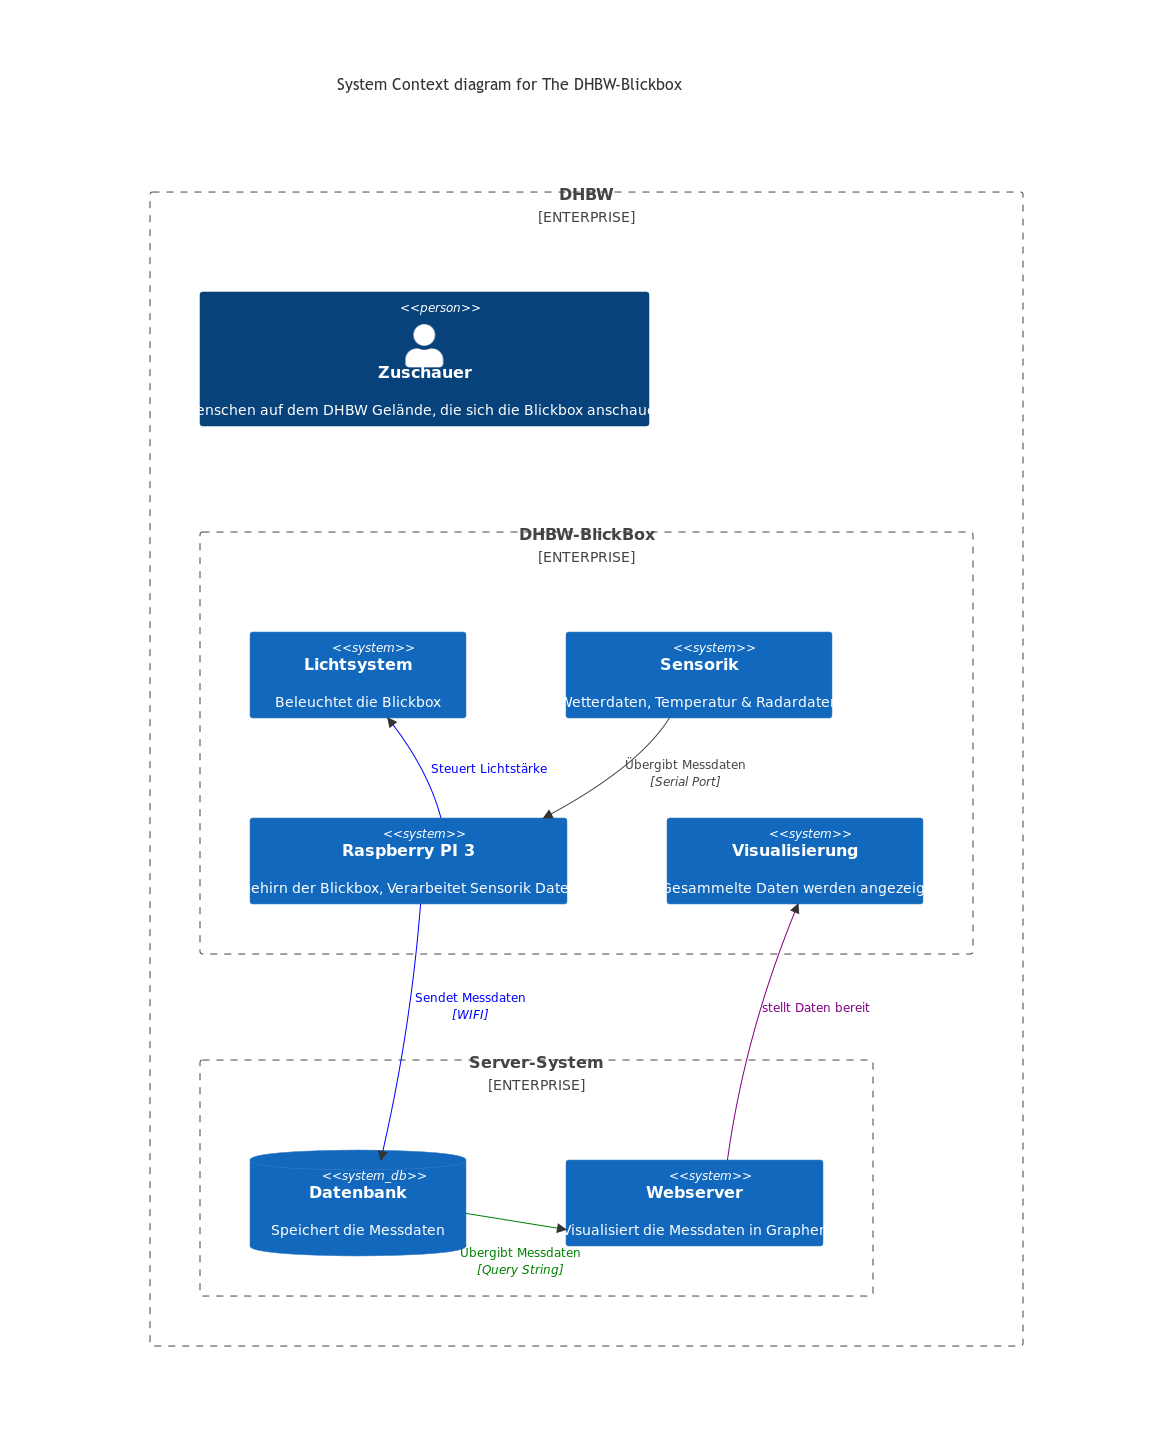 System Context diagram for The DHBW-Blickbox
DHBW
[ENTERPRISE]
<<person>>
Zuschauer
enschen auf dem DHBW Gelände, die sich die Blickbox anschaue
DHBW-BlickBox
[ENTERPRISE]
<<system>>
Lichtsystem
Beleuchtet die Blickbox
<<system>>
Sensorik
Wetterdaten, Temperatur & Radardaten
Steuert Lichtstärke
Übergibt Messdaten
[Serial Port]
<<system>>
Raspberry PI 3
ehirn der Blickbox, Verarbeitet Sensorik Date
<<system>>
Visualisierung
Gesammelte Daten werden angezeig
Sendet Messdaten
[WIFI]
stellt Daten bereit
Server-System
[ENTERPRISE]
<<system_db>>
Datenbank
Speichert die Messdaten
<<system>>
Webserver
Visualisiert die Messdaten in Graphen
Übergibt Messdaten
[Query String]